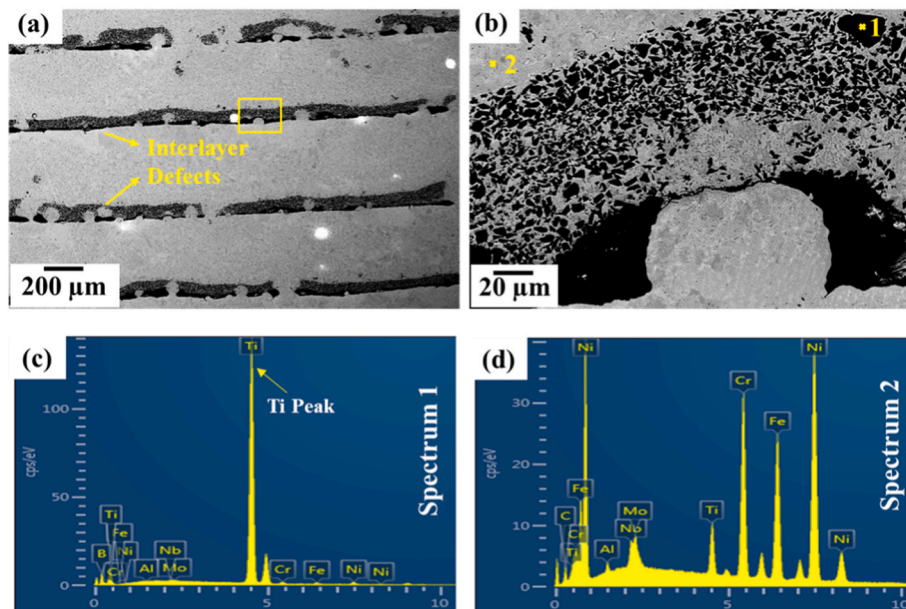 (a)
Interlayer
Defects
200 µm
(b)
1
2
20 µm
(c)
Ti
Ti Peak
100
50
0
cps/eV
Ti
Fe
B
Cr
Ni
Al
Nb
Mo
Cr
Fe
Ni
Ni
0
5
10
Spectrum 1
(d)
Ni
Ni
Cr
Fe
30
20
10
0
cps/eV
Fe
C
Cr
Ti
Al
Mo
Nb
Ti
Ni
0
5
10
Spectrum 2